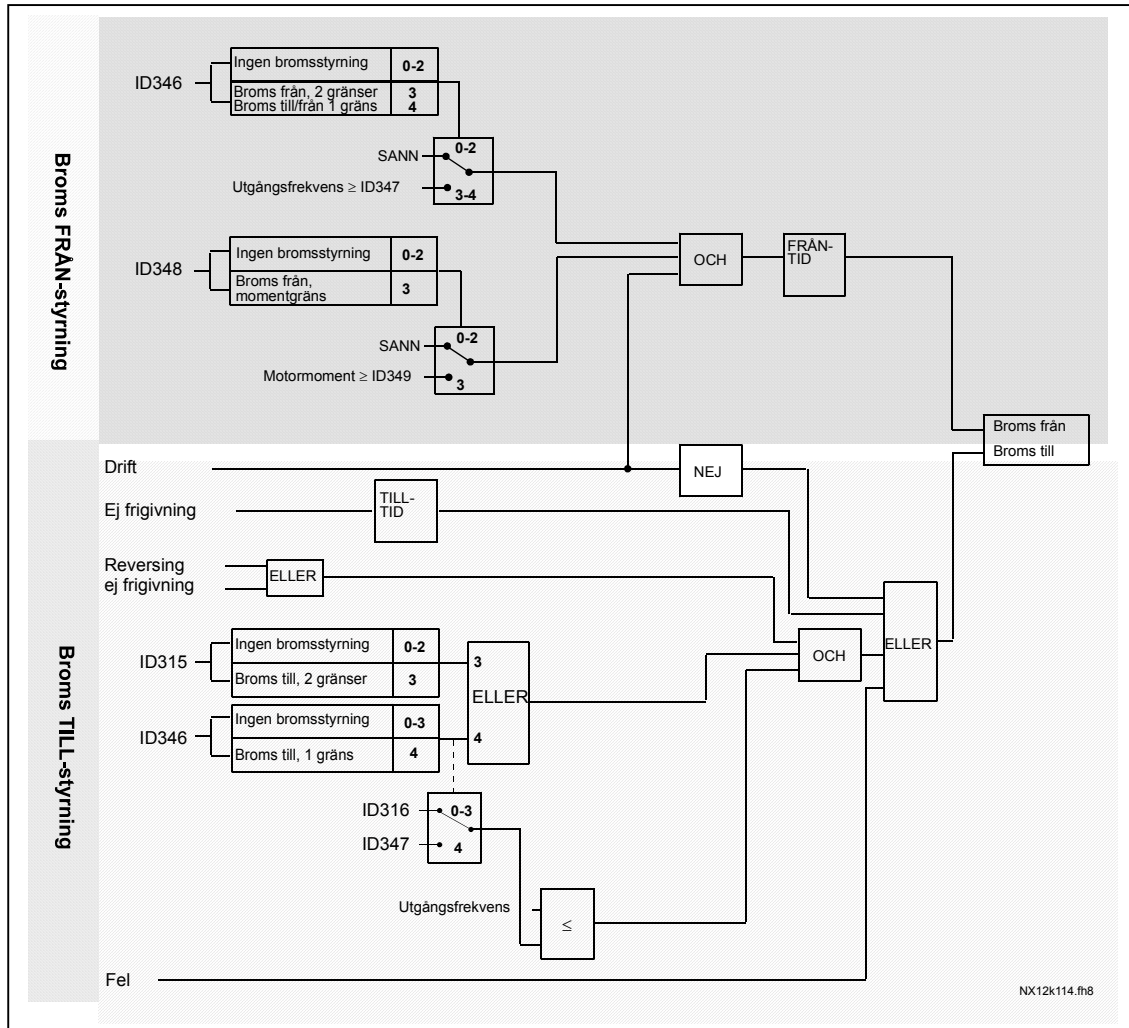 Broms FRÅN-styrning
ID346
Ingen bromsstyrning 0-2
Broms från, 2 gränser 3
Broms till/från 1 gräns 4
0-2
SANN
Utgångsfrekvens ≥ ID347
3-4
ID348
Ingen bromsstyrning 0-2
Broms från,
momentgräns 3
0-2
SANN
Motormoment ≥ ID349
3
OCH
FRÅN-
TID
Broms från
Broms till
Broms TILL-styrning
Drift
NEJ
Ej frigivning
TILL-
TID
Reversing
ej frigivning
ELLER
ID315
Ingen bromsstyrning 0-2
Broms till, 2 gränser 3
ID346
Ingen bromsstyrning 0-3
Broms till, 1 gräns 4
3
ELLER
4
OCH
ELLER
ID316
0-3
ID347
4
Utgångsfrekvens
≤
Fel
NX12k114.fh8